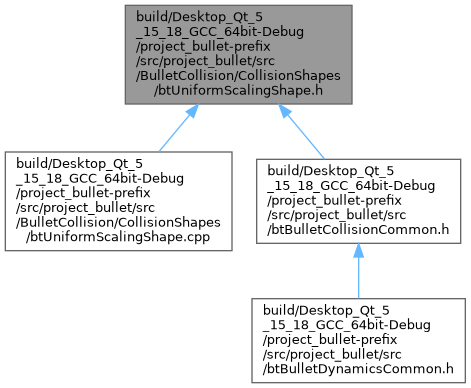 build/Desktop_Qt_5
_15_18_GCC_64bit-Debug
/project_bullet-prefix
/src/project_bullet/src
/BulletCollision/CollisionShapes
/btUniformScalingShape.h
build/Desktop_Qt_5
_15_18_GCC_64bit-Debug
/project_bullet-prefix
/src/project_bullet/src
/BulletCollision/CollisionShapes
/btUniformScalingShape.cpp
build/Desktop_Qt_5
_15_18_GCC_64bit-Debug
/project_bullet-prefix
/src/project_bullet/src
/btBulletCollisionCommon.h
build/Desktop_Qt_5
_15_18_GCC_64bit-Debug
/project_bullet-prefix
/src/project_bullet/src
/btBulletDynamicsCommon.h